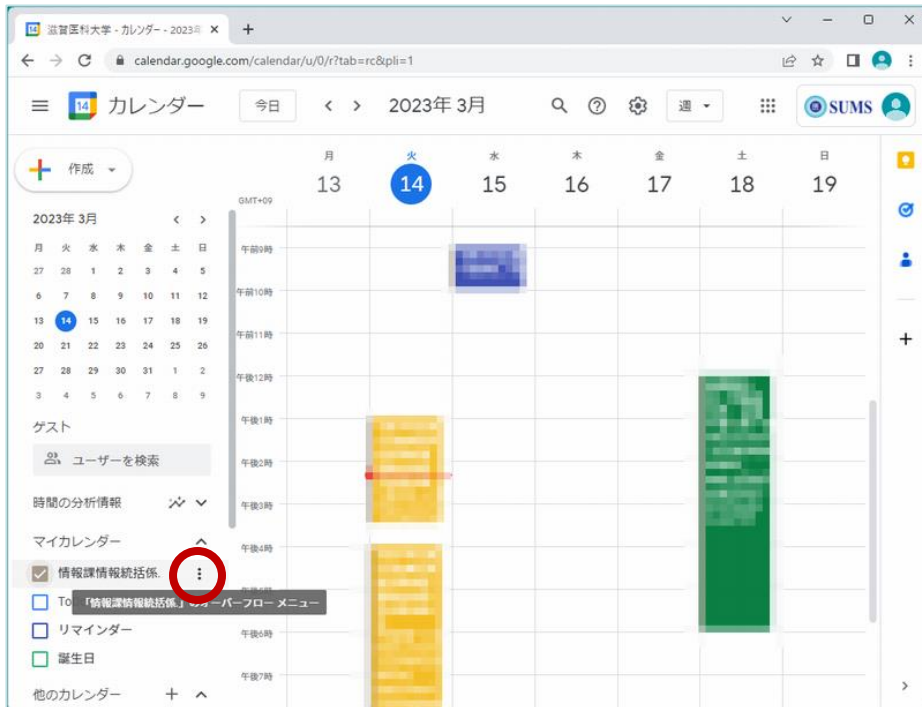 滋賀医科大学 - カレンダー - 2023年
calendar.google.com/calendar/u/0/r?tab=rc&pli=1
14 カレンダー 今日 2023年 3月 週 SUMS
作成
月 火 水 木 金 土 日
13 14 15 16 17 18 19
GMT+09
2023年 3月
月 火 水 木 金 土 日
27 28 1 2 3 4 5
6 7 8 9 10 11 12
13 14 15 16 17 18 19
20 21 22 23 24 25 26
27 28 29 30 31 1 2
3 4 5 6 7 8 9
ゲスト
ユーザーを検索
時間の分析情報
マイカレンダー
情報課情報統括係.
「情報課情報統括係.」のオーバーフロー メニュー
リマインダー
誕生日
他のカレンダー
午前9時
午前10時
午前11時
午後12時
午後1時
午後2時
午後3時
午後4時
午後6時
午後7時